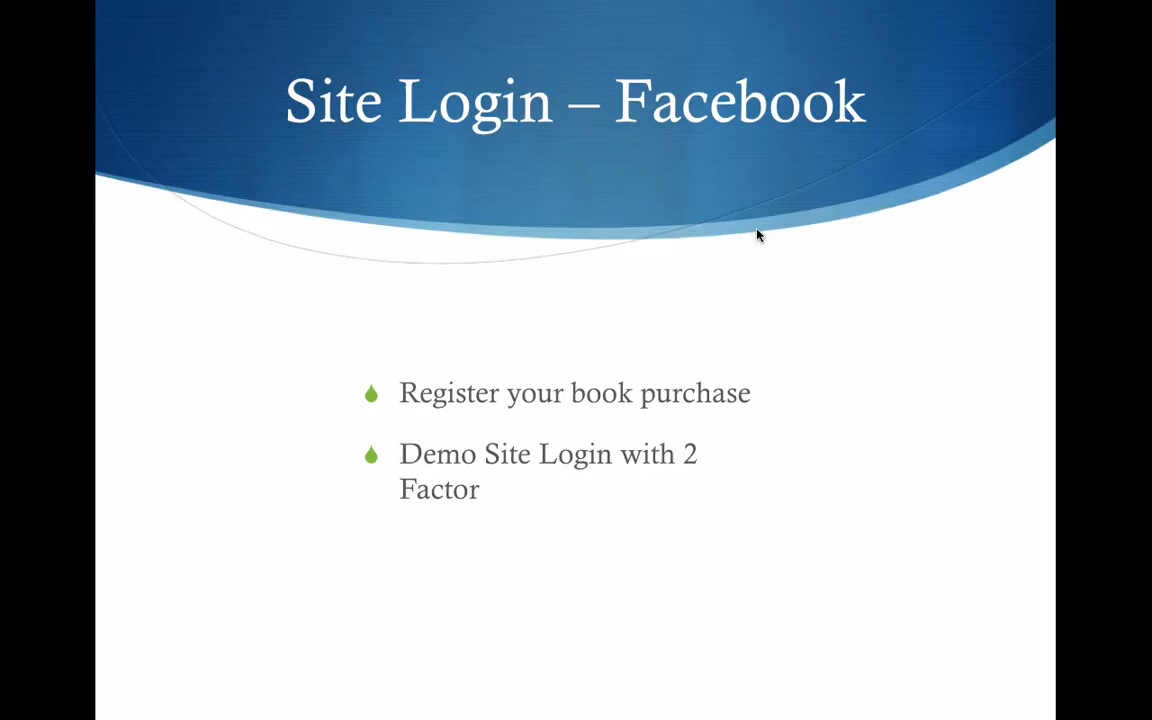 Site Login – Facebook
Register your book purchase
Demo Site Login with 2
Factor